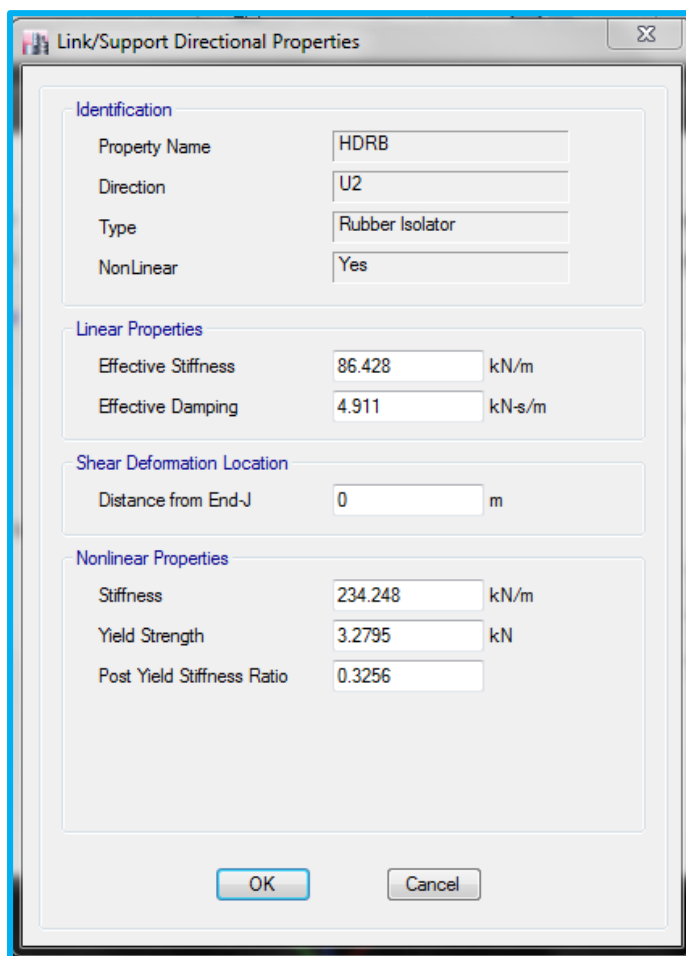 Link/Support Directional Properties
Identification
Property Name HDRB
Direction U2
Type Rubber Isolator
NonLinear Yes
Linear Properties
Effective Stiffness 86.428 kN/m
Effective Damping 4.911 kN-s/m
Shear Deformation Location
Distance from End-J 0 m
Nonlinear Properties
Stiffness 234.248 kN/m
Yield Strength 3.2795 kN
Post Yield Stiffness Ratio 0.3256
OK Cancel